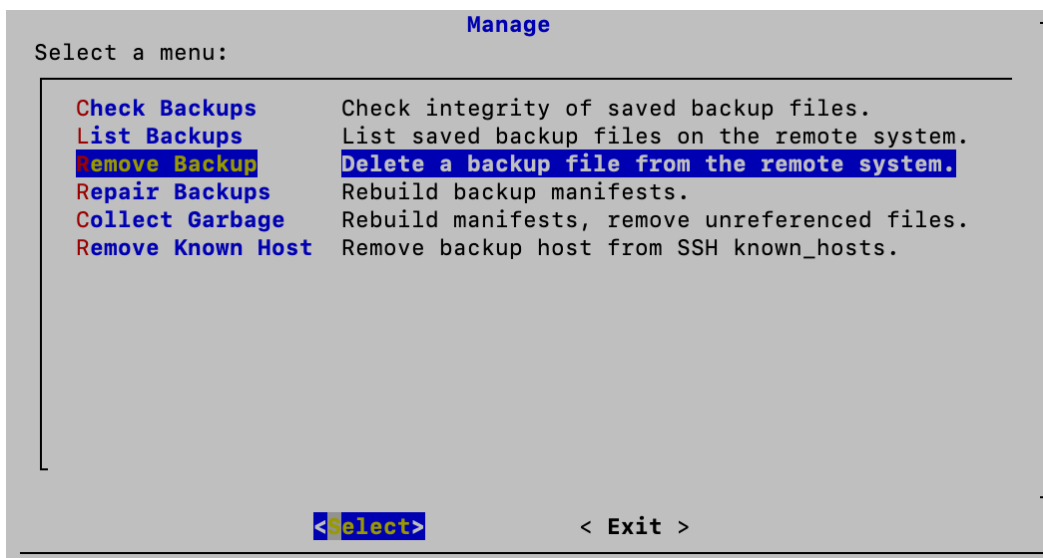 Manage
Select a menu:
Check Backups Check integrity of saved backup files.
List Backups List saved backup files on the remote system.
Remove Backup Delete a backup file from the remote system.
Repair Backups Rebuild backup manifests.
Collect Garbage Rebuild manifests, remove unreferenced files.
Remove Known Host Remove backup host from SSH known_hosts.
<Select> < Exit >